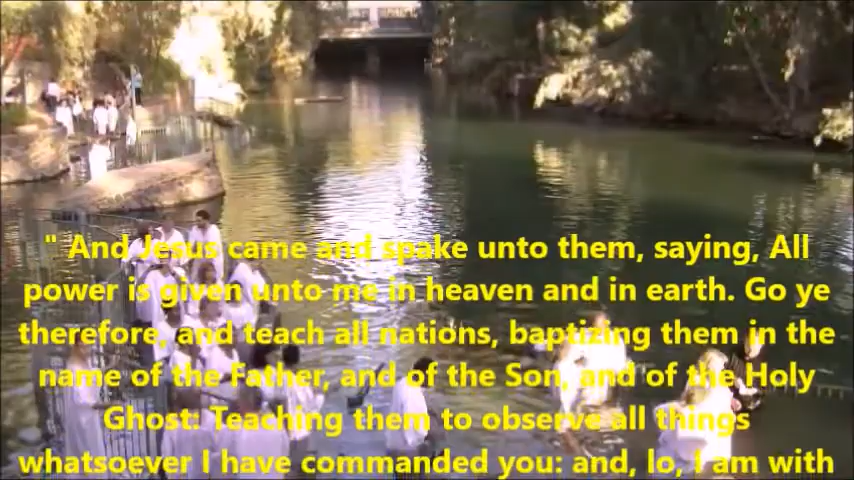 " And Jesus came and spake unto them, saying, All
power is given unto me in heaven and in earth. Go ye
therefore, and teach all nations, baptizing them in the
name of the Father, and of the Son, and of the Holy
Ghost: Teaching them to observe all things
whatsoever I have commanded you: and, lo, I am with